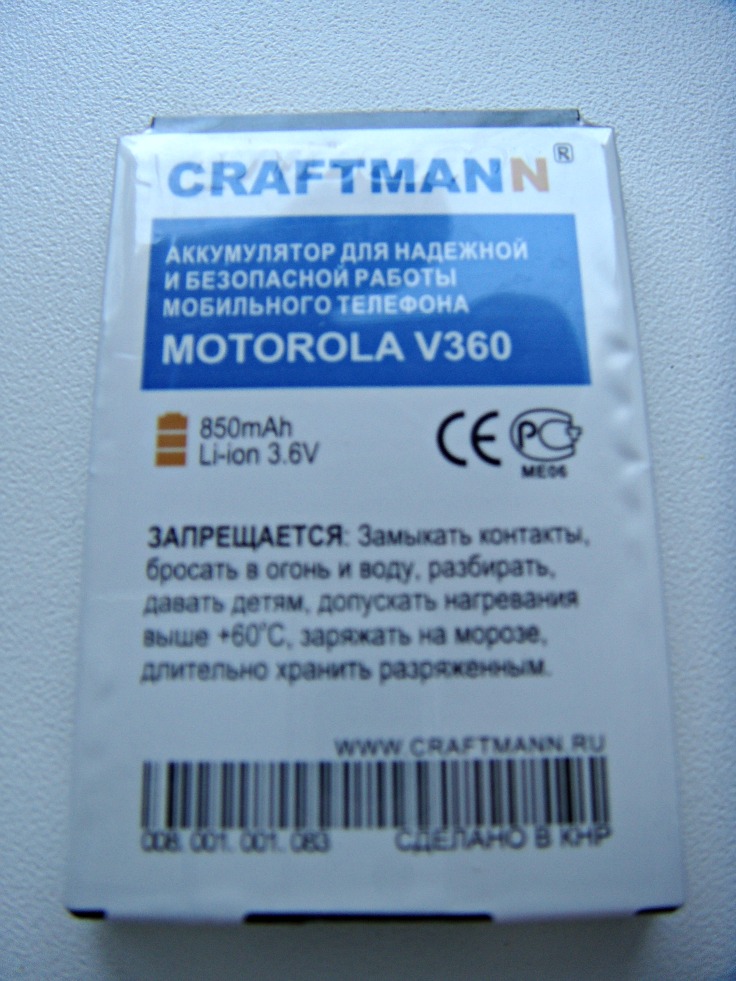 CRAFTMANN®
АККУМУЛЯТОР ДЛЯ НАДЕЖНОЙ
И БЕЗОПАСНОЙ РАБОТЫ
МОБИЛЬНОГО ТЕЛЕФОНА
MOTOROLA V360
850mAh
Li-ion 3.6V
CE PC
ME06
ЗАПРЕЩАЕТСЯ: Замыкать контакты,
бросать в огонь и воду, разбирать,
давать детям, допускать нагревания
выше +60°C, заряжать на морозе,
длительно хранить разряженным.
WWW.CRAFTMANN.RU
008. 001. 001. 083 СДЕЛАНО В КНР